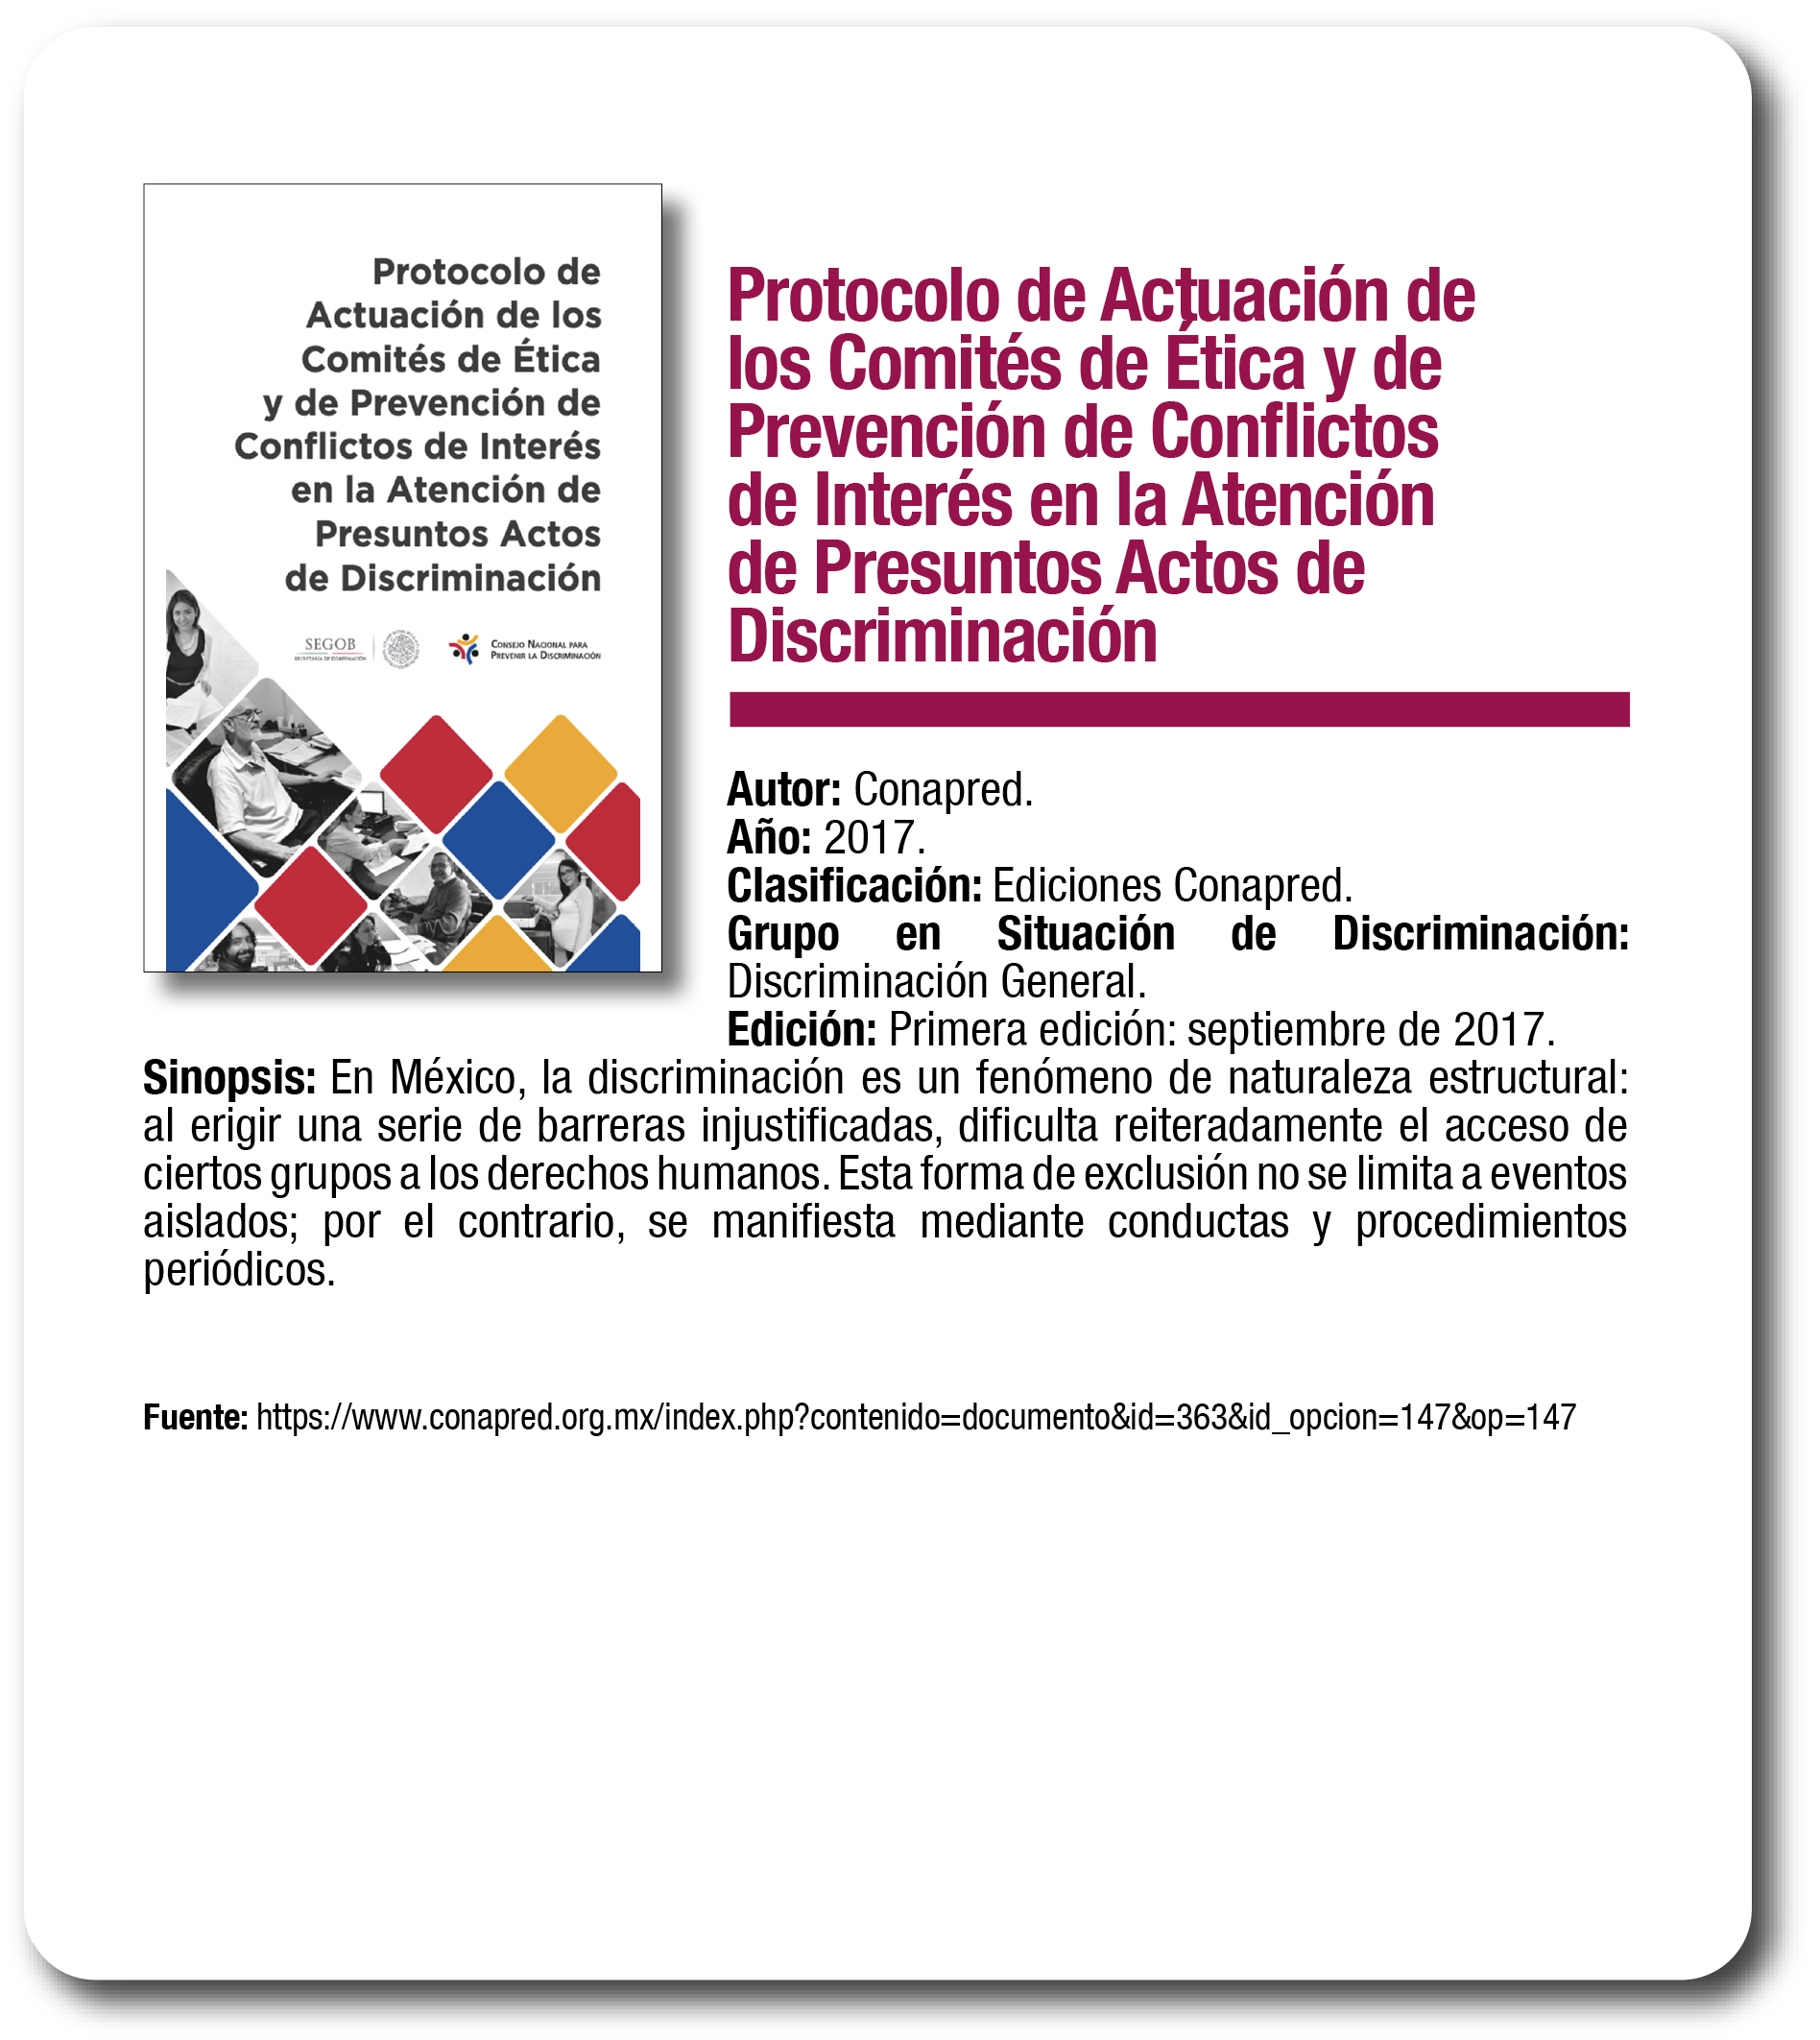 Protocolo de
Actuación de los
Comités de Ética
y de Prevención de
Conflictos de Interés
en la Atención de
Presuntos Actos
de Discriminación
SEGOB
SECRETARÍA DE GOBERNACIÓN
CONSEJO NACIONAL PARA
PREVENIR LA DISCRIMINACIÓN
Protocolo de Actuación de
los Comités de Ética y de
Prevención de Conflictos
de Interés en la Atención
de Presuntos Actos de
Discriminación
Autor: Conapred.
Año: 2017.
Clasificación: Ediciones Conapred.
Grupo en Situación de Discriminación:
Discriminación General.
Edición: Primera edición: septiembre de 2017.
Sinopsis: En México, la discriminación es un fenómeno de naturaleza estructural:
al erigir una serie de barreras injustificadas, dificulta reiteradamente el acceso de
ciertos grupos a los derechos humanos. Esta forma de exclusión no se limita a eventos
aislados; por el contrario, se manifiesta mediante conductas y procedimientos
periódicos.
Fuente: https://www.conapred.org.mx/index.php?contenido=documento&id=363&id_opcion=147&op=147